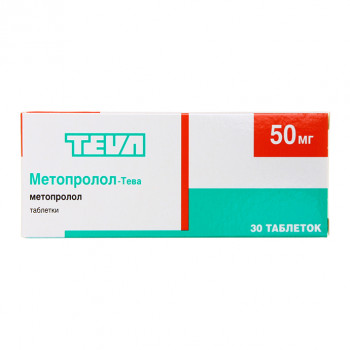 TEVA
50 мг
Метопролол-Тева
метопролол
таблетки
30 ТАБЛЕТОК